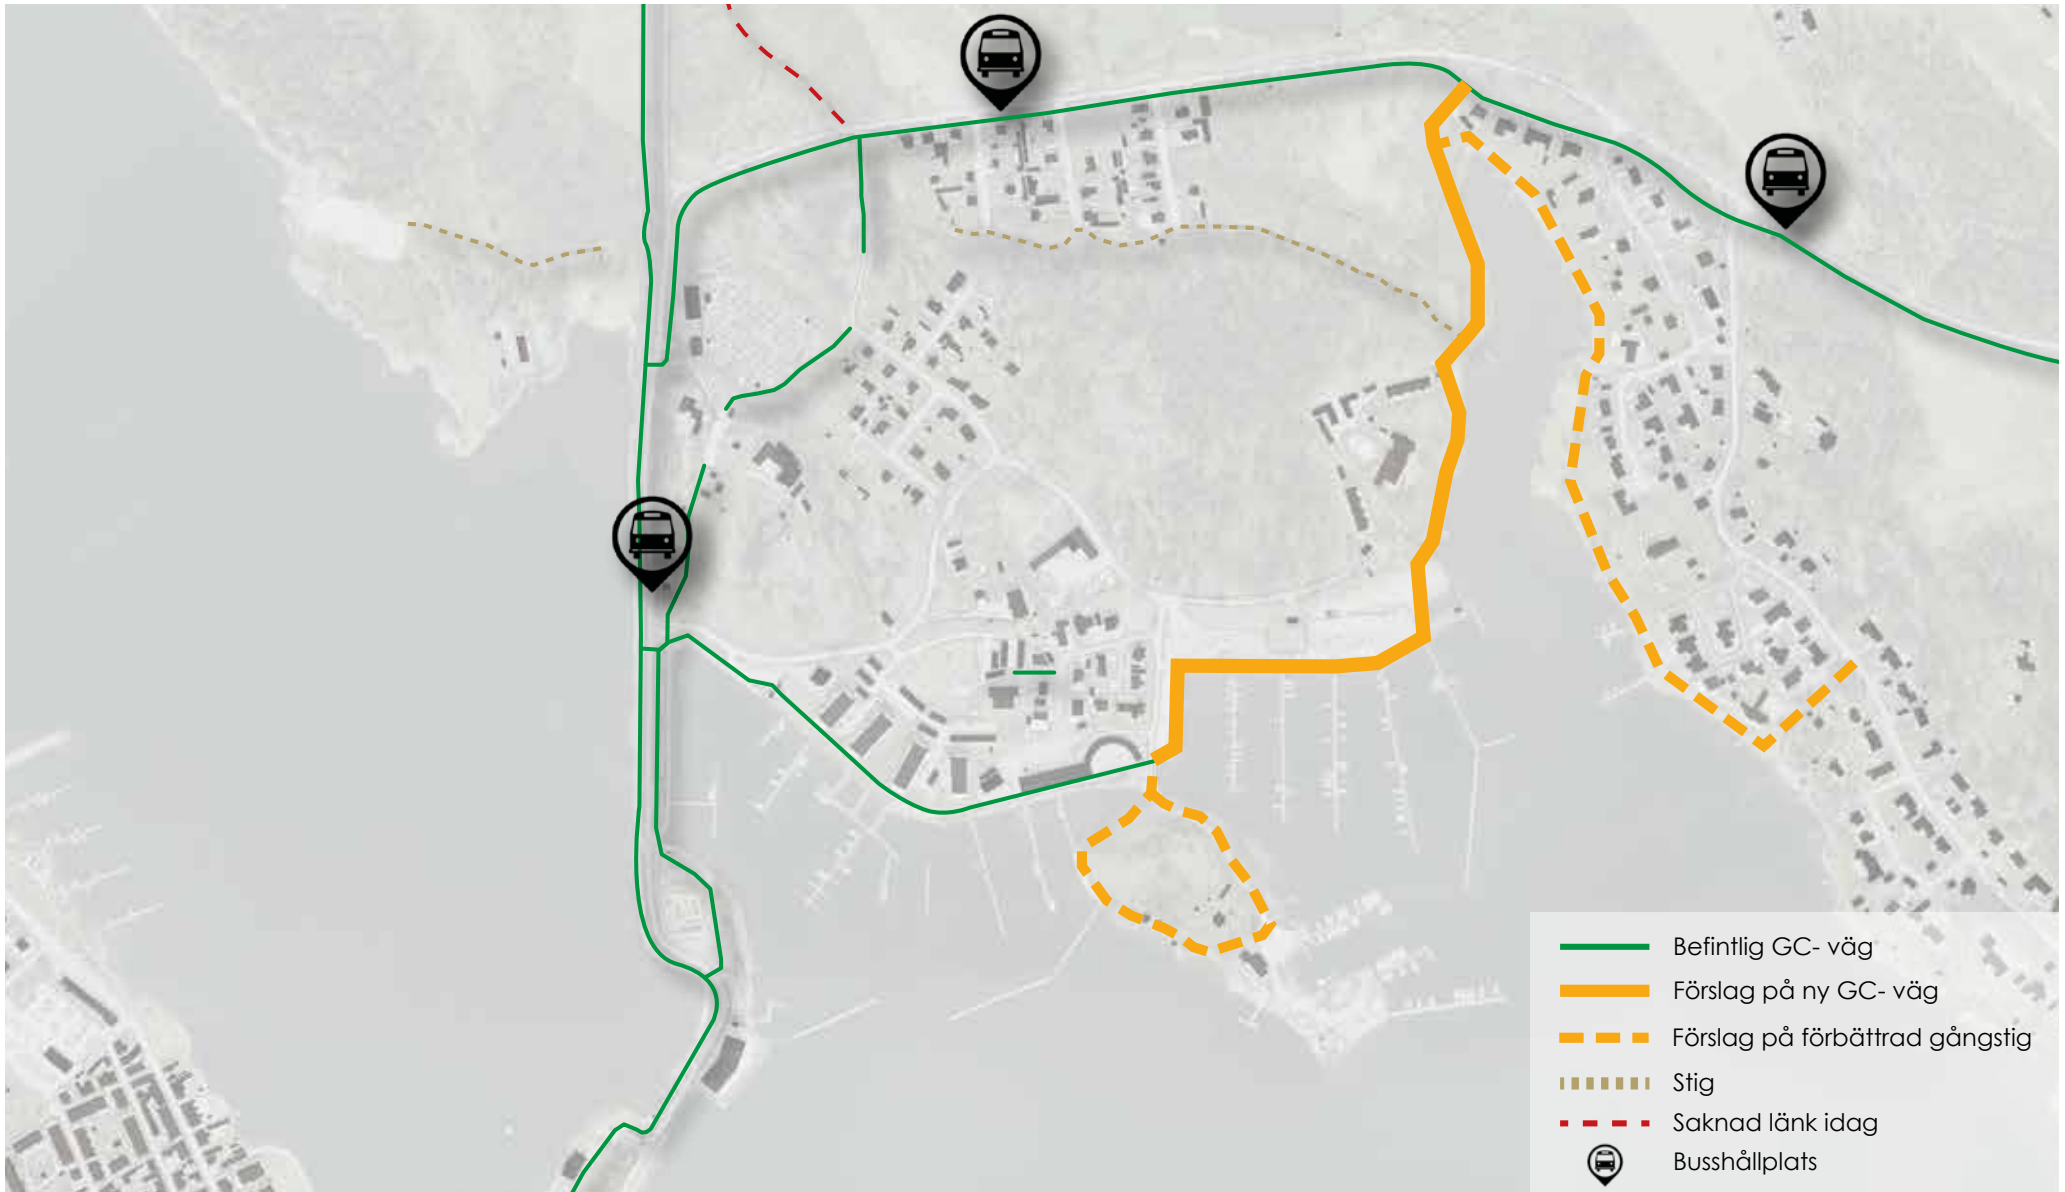 Befintlig GC- väg
Förslag på ny GC- väg
Förslag på förbättrad gångstig
Stig
Saknad länk idag
Busshållplats